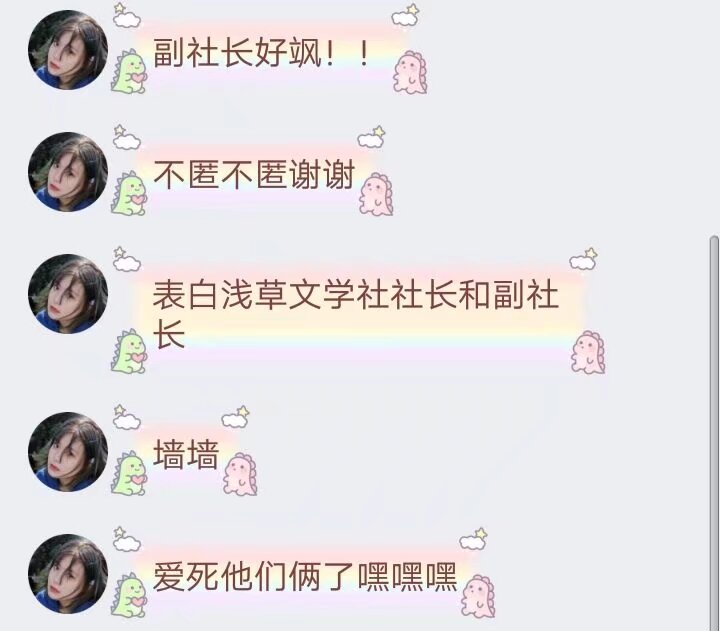 副社长好飒！！
不匿不匿谢谢
表白浅草文学社社长和副社
长
墙墙
爱死他们俩了嘿嘿嘿